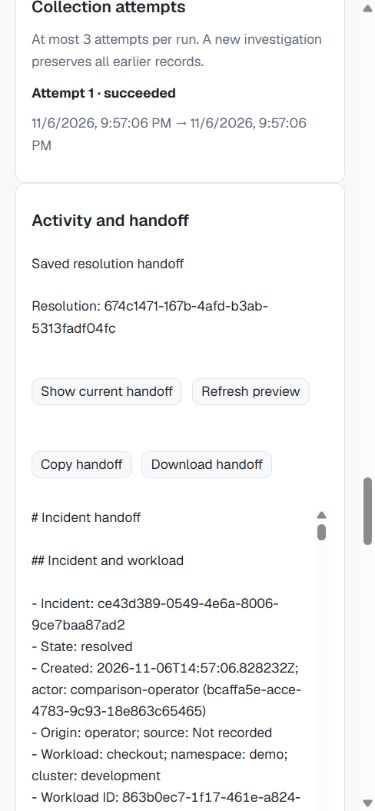 Collection attempts
At most 3 attempts per run. A new investigation
preserves all earlier records.
Attempt 1 · succeeded
11/6/2026, 9:57:06 PM → 11/6/2026, 9:57:06
PM
Activity and handoff
Saved resolution handoff
Resolution: 674c1471-167b-4afd-b3ab-
5313fadf04fc
Show current handoff
Refresh preview
Copy handoff
Download handoff
# Incident handoff
## Incident and workload
- Incident: ce43d389-0549-4e6a-8006-
9ce7baa87ad2
- State: resolved
- Created: 2026-11-06T14:57:06.828232Z;
actor: comparison-operator (bcaffa5e-acce-
4783-9c93-18e863c65465)
- Origin: operator; source: Not recorded
- Workload: checkout; namespace: demo;
cluster: development
- Workload ID: 863b0ec7-1f17-461e-a824-